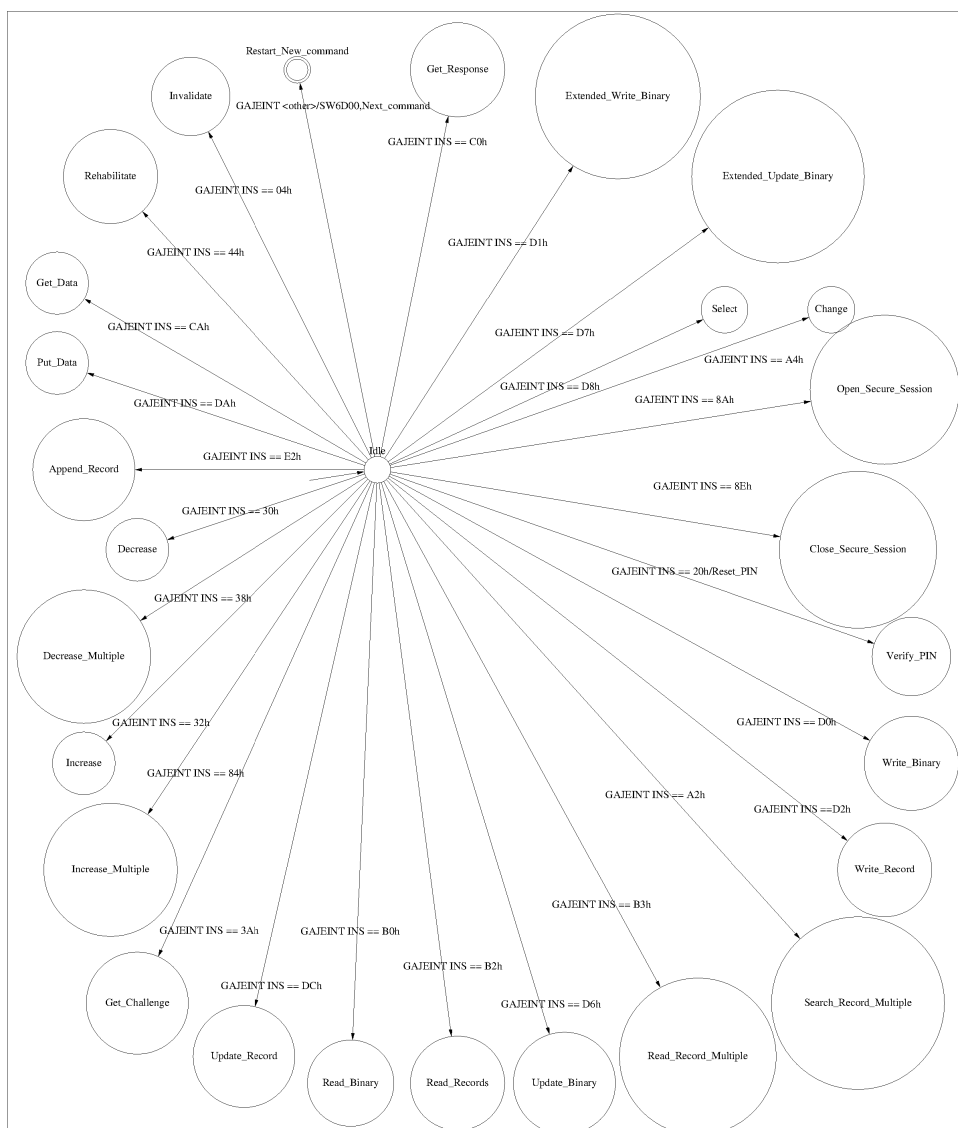 Restart_New_command
Get_Response
Invalidate
Extended_Write_Binary
GAJEINT <other>/SW6D00,Next_command
GAJEINT INS == C0h
Rehabilitate
Extended_Update_Binary
GAJEINT INS == 04h
GAJEINT INS == D1h
GAJEINT INS == 44h
Get_Data
Select
Change
GAJEINT INS == CAh
GAJEINT INS == D7h
Put_Data
GAJEINT INS == A4h
GAJEINT INS == D8h
Open_Secure_Session
GAJEINT INS == DAh
GAJEINT INS == 8Ah
Idle
GAJEINT INS == E2h
Append_Record
GAJEINT INS == 8Eh
GAJEINT INS == 30h
Decrease
Close_Secure_Session
GAJEINT INS == 20h/Reset_PIN
GAJEINT INS == 38h
Decrease_Multiple
Verify_PIN
GAJEINT INS == 32h
GAJEINT INS == D0h
Increase
Write_Binary
GAJEINT INS == 84h
GAJEINT INS == A2h
GAJEINT INS ==D2h
Increase_Multiple
Write_Record
GAJEINT INS == B3h
GAJEINT INS == 3Ah
GAJEINT INS == B0h
GAJEINT INS == B2h
GAJEINT INS == DCh
Get_Challenge
GAJEINT INS == D6h
Search_Record_Multiple
Update_Record
Read_Record_Multiple
Read_Binary
Read_Records
Update_Binary